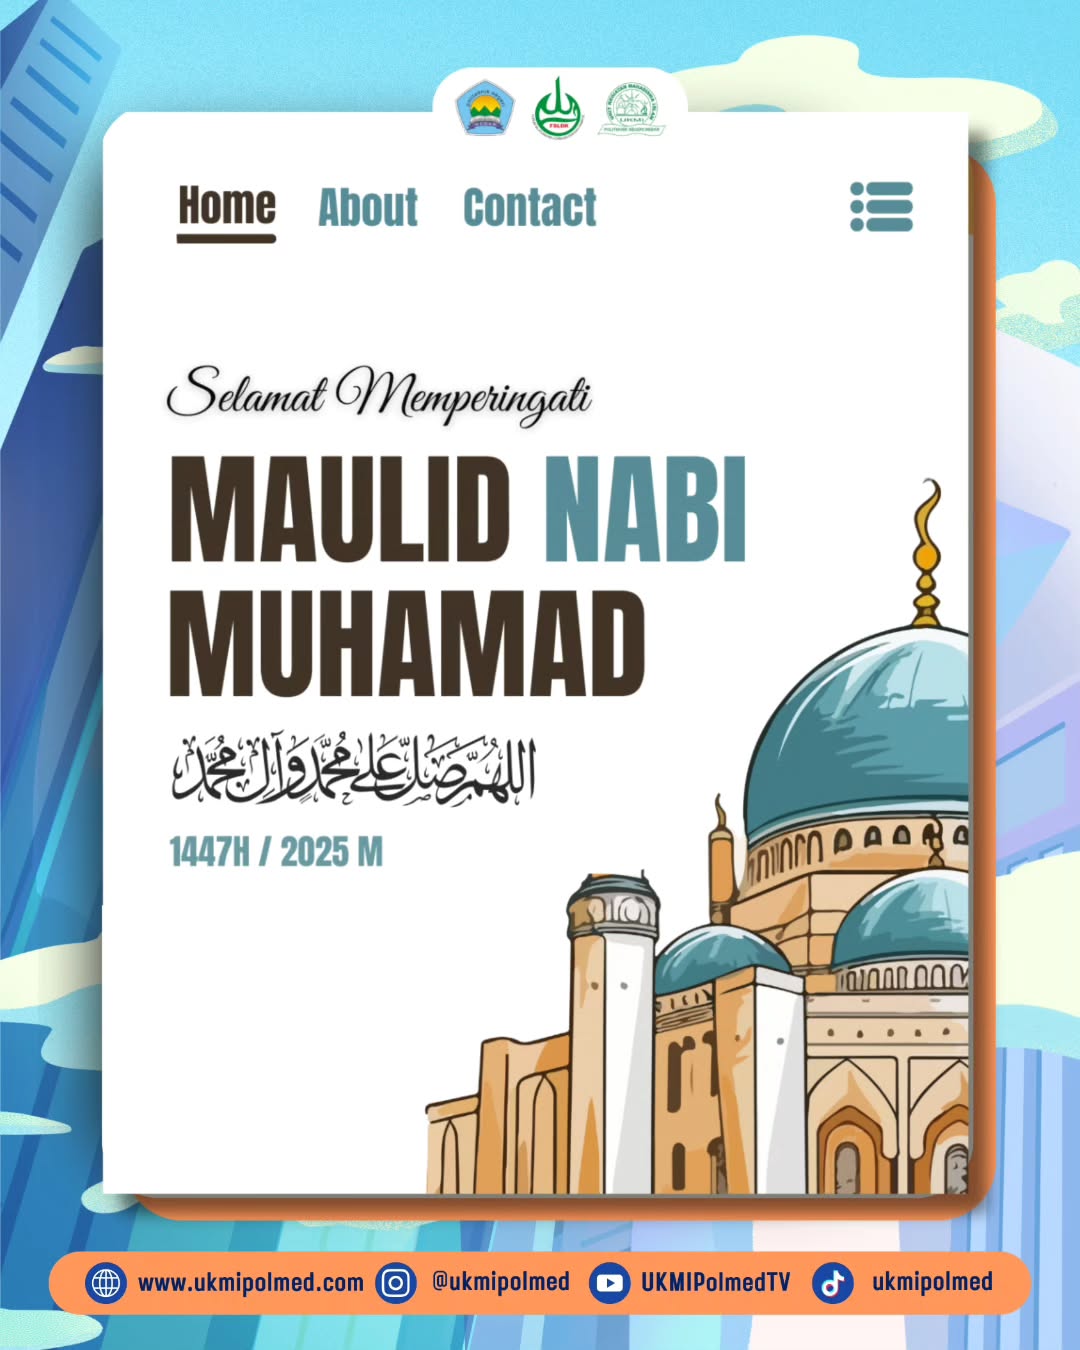 Home About Contact
Selamat Memperingati
MAULID NABI
MUHAMAD
اللهم صل على محمد وآل محمد
1447H / 2025 M
www.ukmipolmed.com @ukmipolmed UKMIPolmedTV ukmipolmed